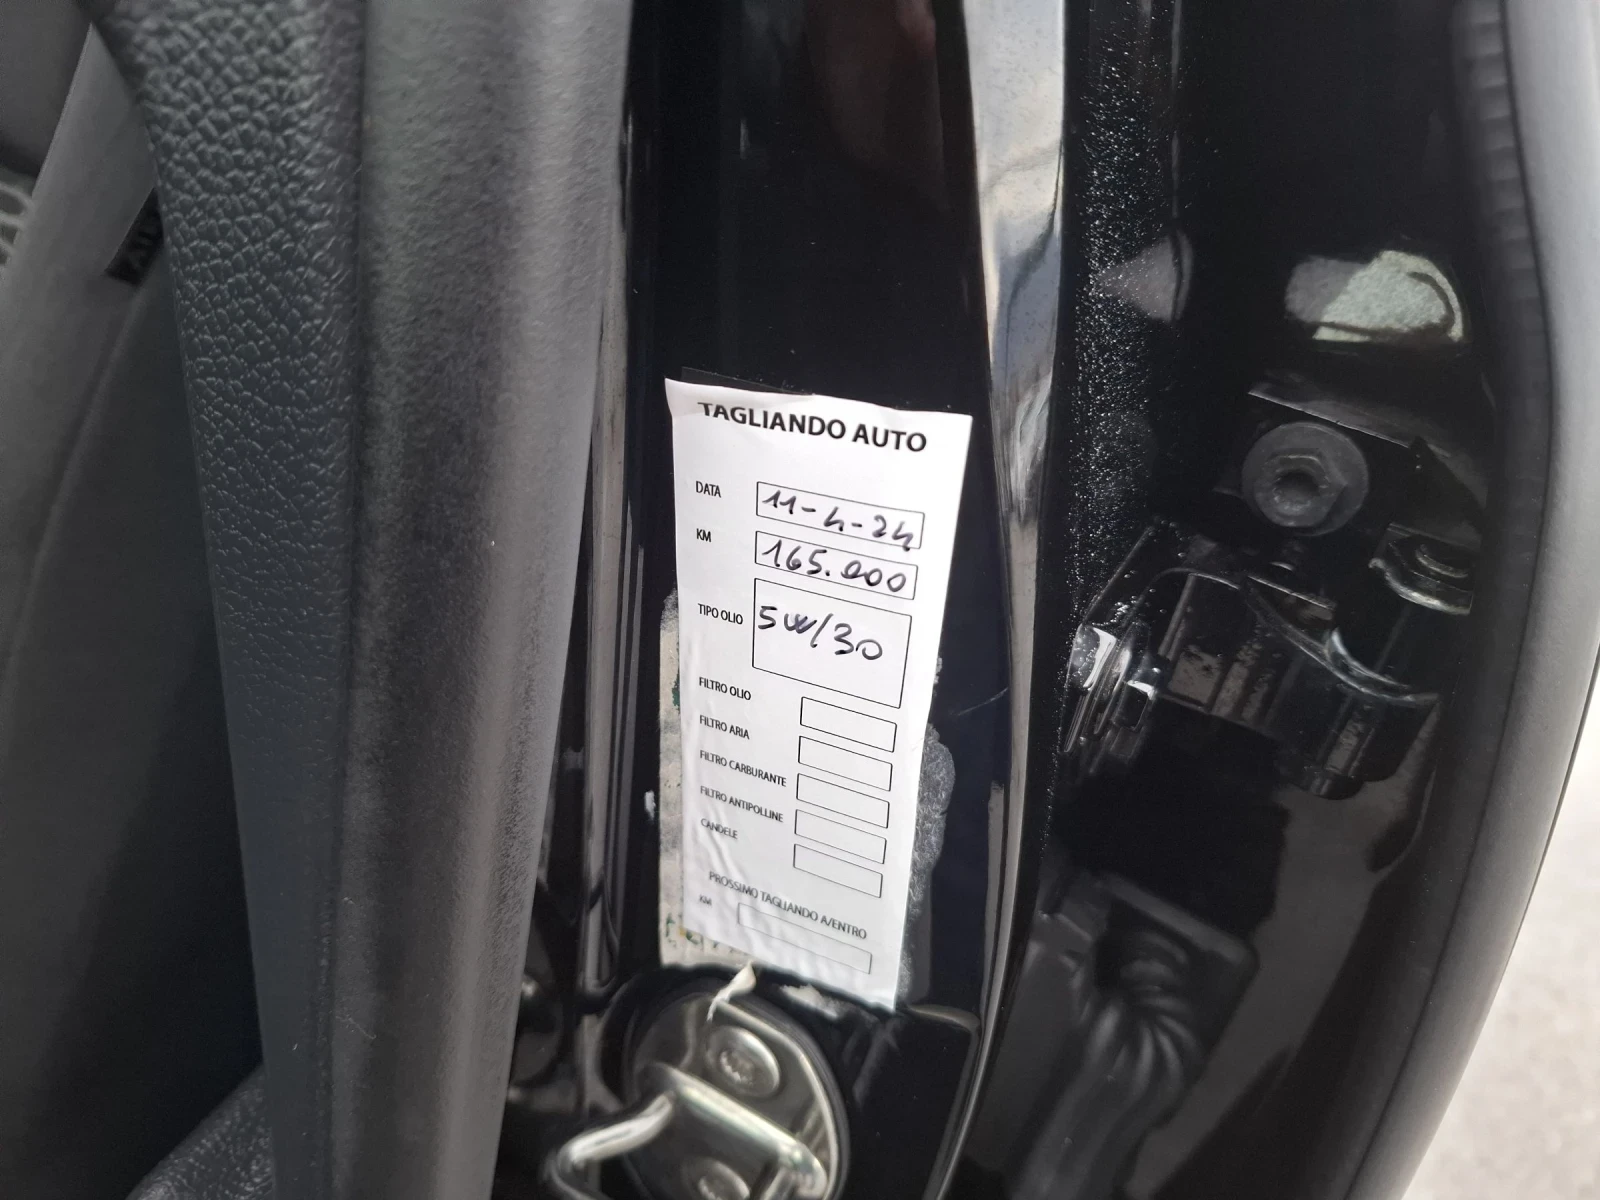 TAGLIANDO AUTO
DATA 11-4-24
KM 165.000
TIPO OLIO 5W/30
FILTRO OLIO
FILTRO ARIA
FILTRO CARBURANTE
FILTRO ANTIPOLLINE
CANDELE
PROSSIMO TAGLIANDO A/ENTRO
KM